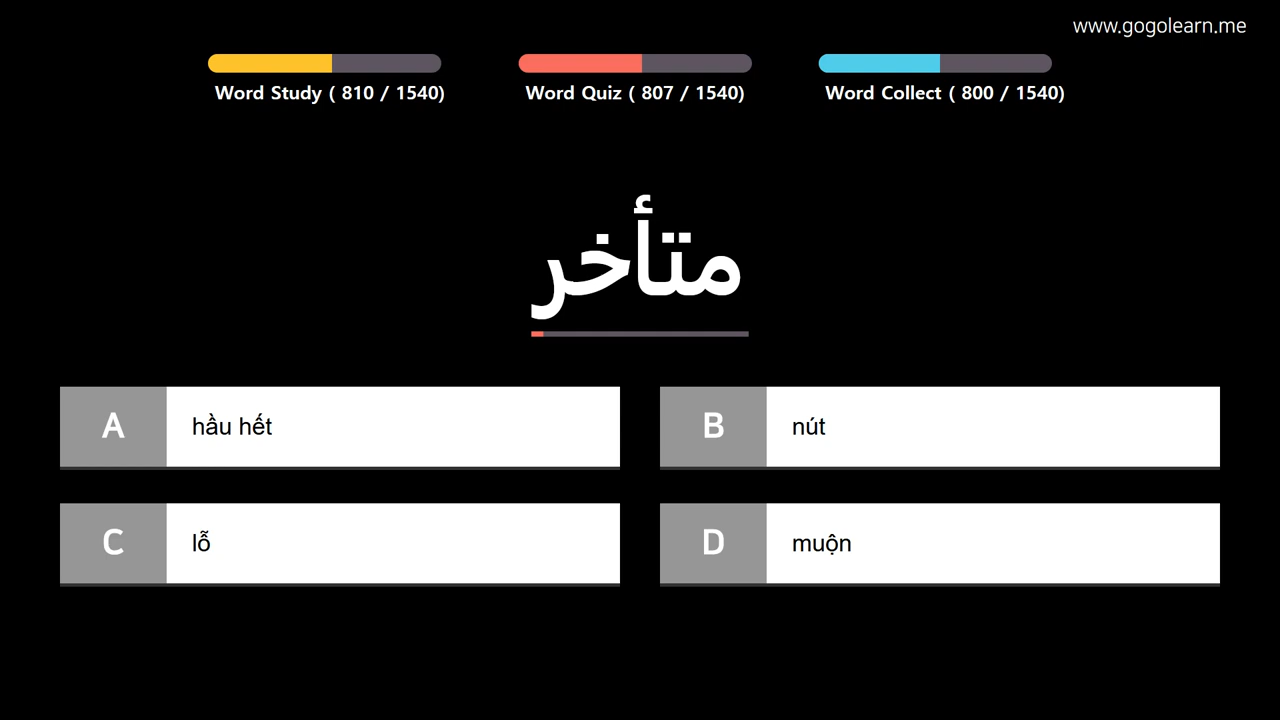 www.gogolearn.me
Word Study ( 810 / 1540)
Word Quiz ( 807 / 1540)
Word Collect ( 800 / 1540)
متأخر
A
hầu hết
B
nút
C
lỗ
D
muộn